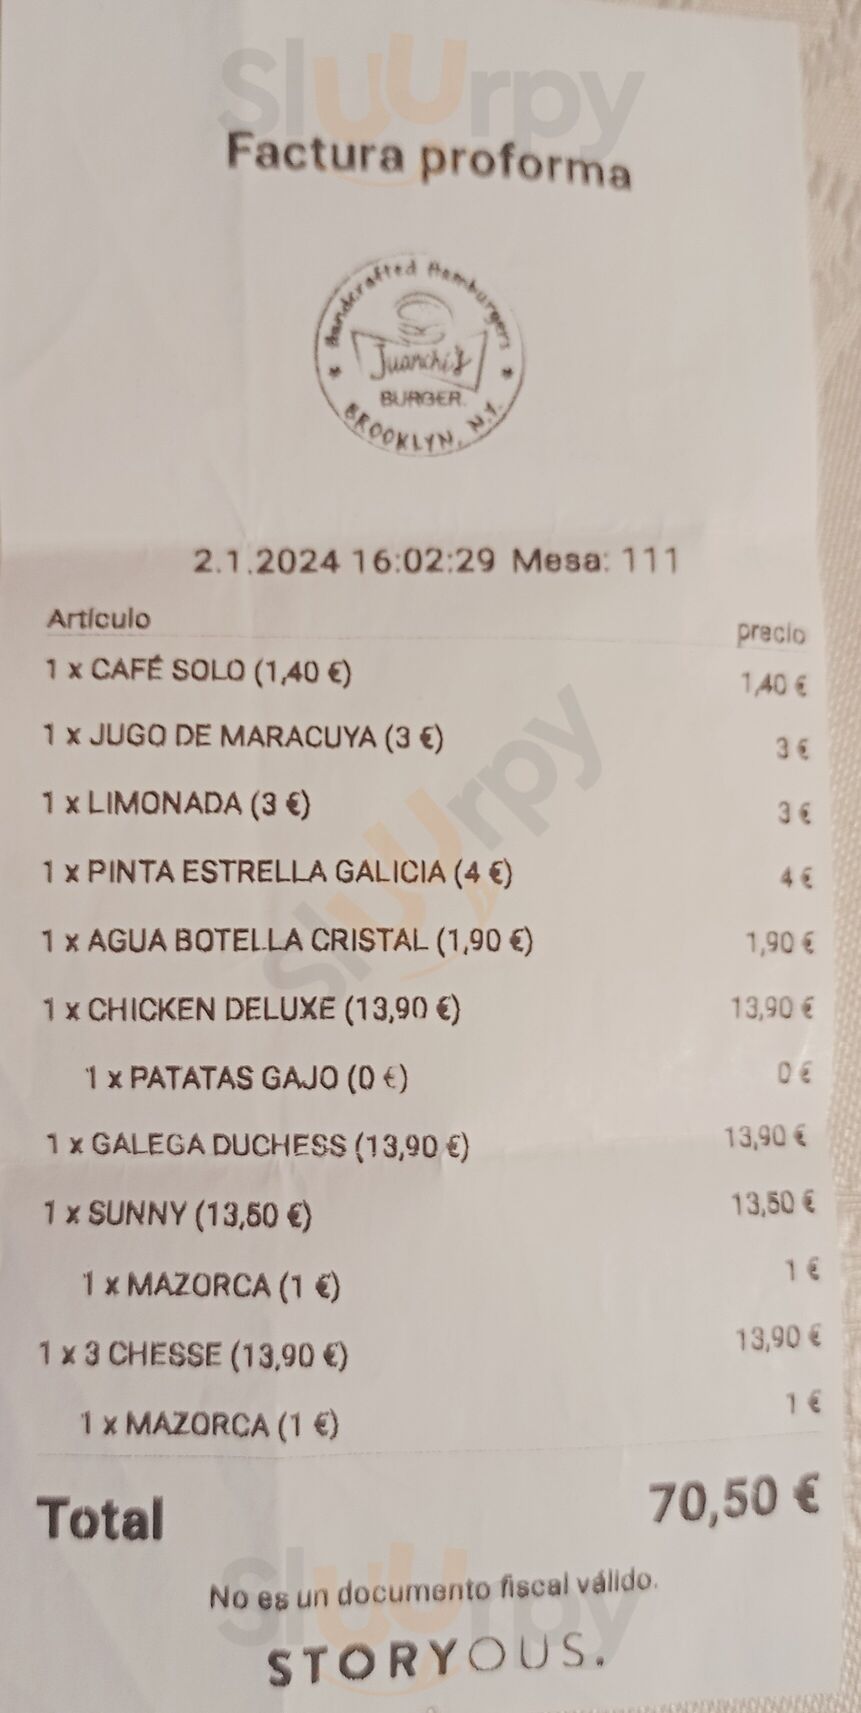 Sluurpy
Factura proforma
Handcrafted Hamburgers
Juanchi's
BURGER.
BROOKLYN, N.Y.
2.1.2024 16:02:29 Mesa: 111
Artículo precio
1 x CAFÉ SOLO (1,40 €) 1,40 €
1 x JUGO DE MARACUYA (3 €) 3 €
1 x LIMONADA (3 €) 3 €
1 x PINTA ESTRELLA GALICIA (4 €) 4 €
Sluurpy
1 x AGUA BOTELLA CRISTAL (1,90 €) 1,90 €
1 x CHICKEN DELUXE (13,90 €) 13,90 €
1 x PATATAS GAJO (0 €) 0 €
1 x GALEGA DUCHESS (13,90 €) 13,90 €
1 x SUNNY (13,50 €) 13,50 €
1 x MAZORCA (1 €) 1 €
1 x 3 CHESSE (13,90 €) 13,90 €
1 x MAZORCA (1 €) 1 €
Total 70,50 €
Sluurpy
No es un documento fiscal válido.
STORYOUS.